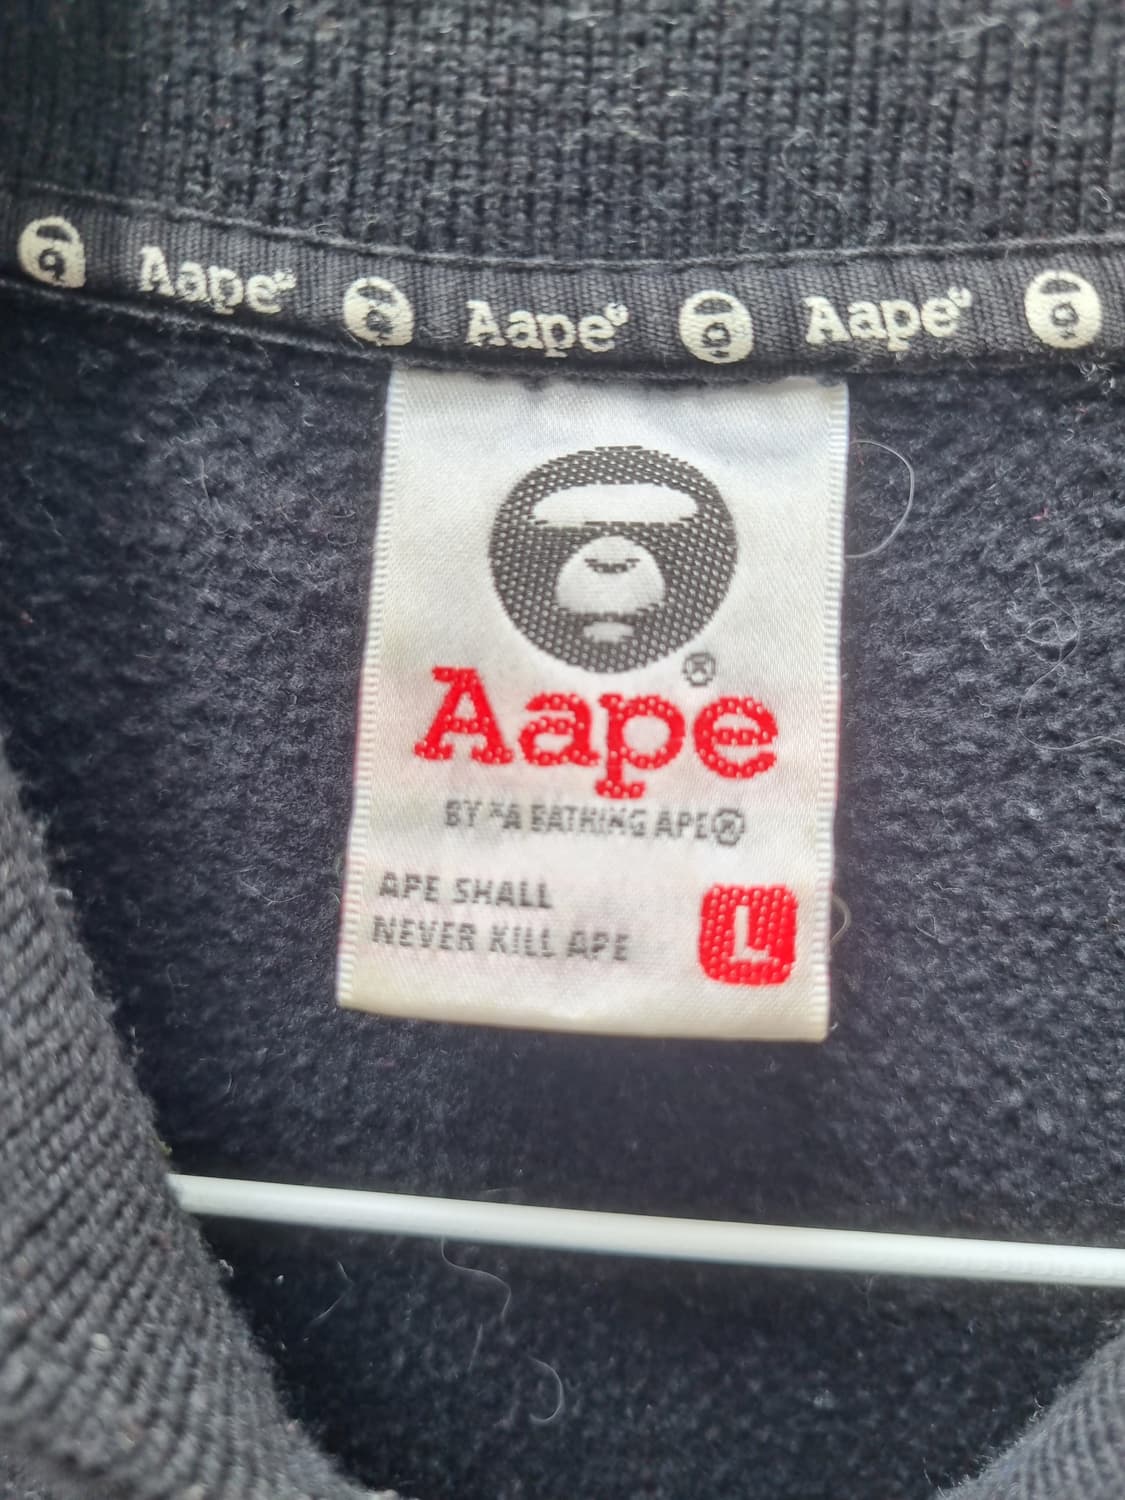 Aape® Aape® Aape®
®
Aape
BY *A BATHING APE®
APE SHALL
NEVER KILL APE
L